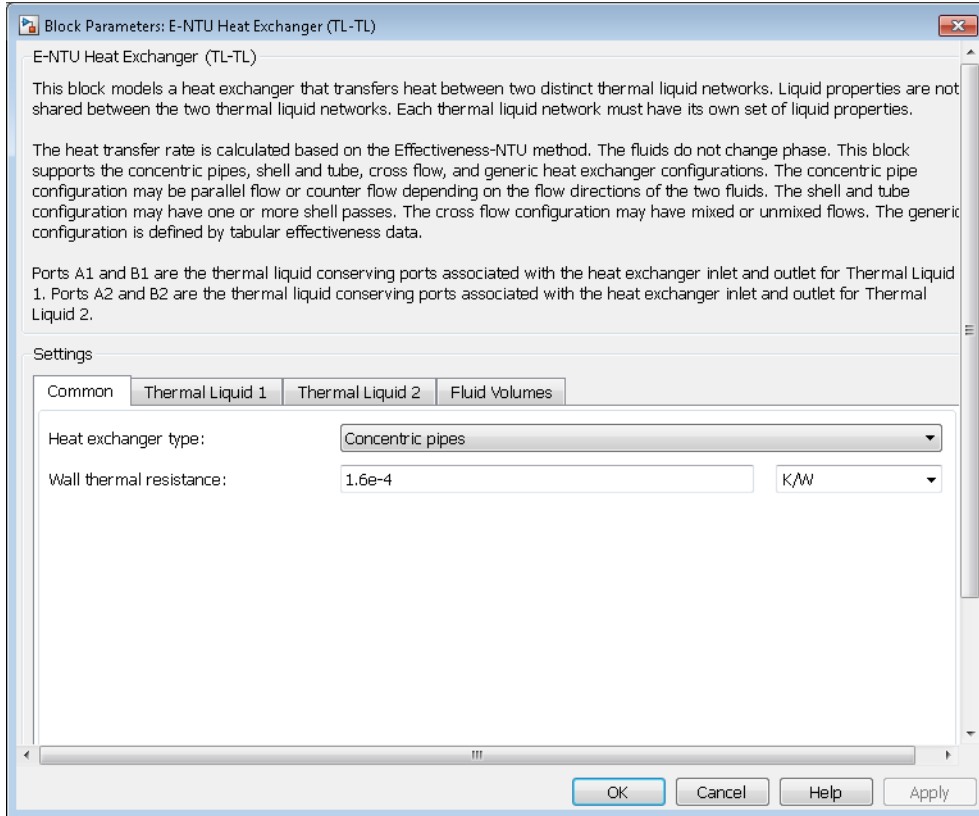 Block Parameters: E-NTU Heat Exchanger (TL-TL)
E-NTU Heat Exchanger (TL-TL)
This block models a heat exchanger that transfers heat between two distinct thermal liquid networks. Liquid properties are not
shared between the two thermal liquid networks. Each thermal liquid network must have its own set of liquid properties.
The heat transfer rate is calculated based on the Effectiveness-NTU method. The fluids do not change phase. This block
supports the concentric pipes, shell and tube, cross flow, and generic heat exchanger configurations. The concentric pipe
configuration may be parallel flow or counter flow depending on the flow directions of the two fluids. The shell and tube
configuration may have one or more shell passes. The cross flow configuration may have mixed or unmixed flows. The generic
configuration is defined by tabular effectiveness data.
Ports A1 and B1 are the thermal liquid conserving ports associated with the heat exchanger inlet and outlet for Thermal Liquid
1. Ports A2 and B2 are the thermal liquid conserving ports associated with the heat exchanger inlet and outlet for Thermal
Liquid 2.
Settings
Common Thermal Liquid 1 Thermal Liquid 2 Fluid Volumes
Heat exchanger type: Concentric pipes
Wall thermal resistance: 1.6e-4 K/W
OK Cancel Help Apply